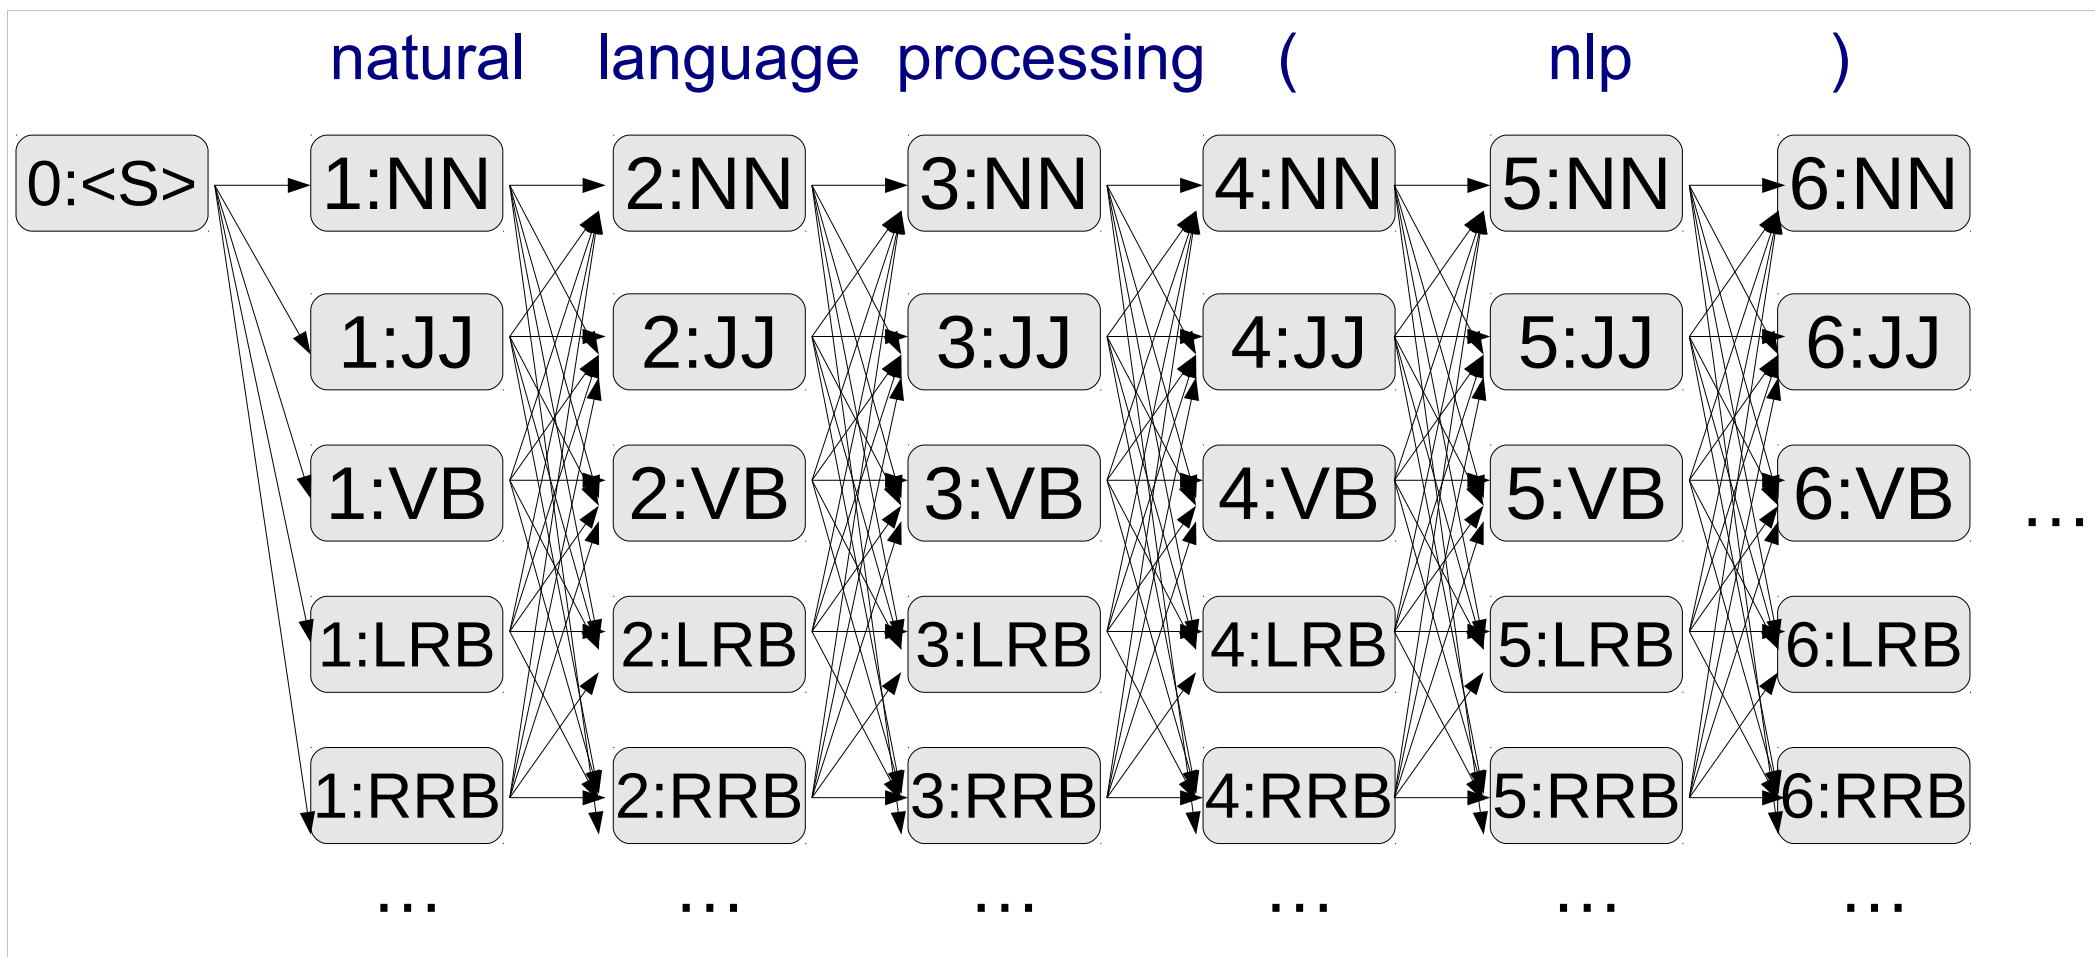 natural language processing ( nlp )
0:<S> 1:NN 2:NN 3:NN 4:NN 5:NN 6:NN
1:JJ 2:JJ 3:JJ 4:JJ 5:JJ 6:JJ
1:VB 2:VB 3:VB 4:VB 5:VB 6:VB
…
1:LRB 2:LRB 3:LRB 4:LRB 5:LRB 6:LRB
1:RRB 2:RRB 3:RRB 4:RRB 5:RRB 6:RRB
… … … … … …